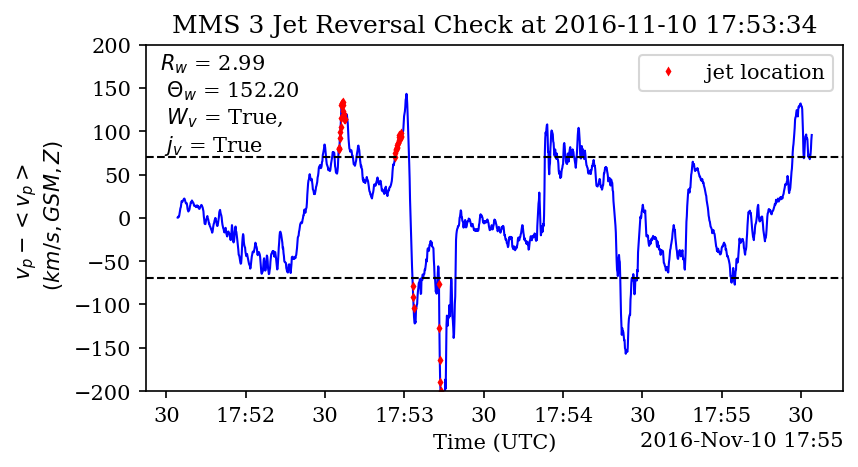 MMS 3 Jet Reversal Check at 2016-11-10 17:53:34
R_w = 2.99
Θ_w = 152.20
W_v = True,
j_v = True
jet location
200
150
100
50
0
−50
−100
−150
−200
v_p − < v_p >
(km/s, GSM, Z)
30 17:52 30 17:53 30 17:54 30 17:55 30
Time (UTC)
2016-Nov-10 17:55